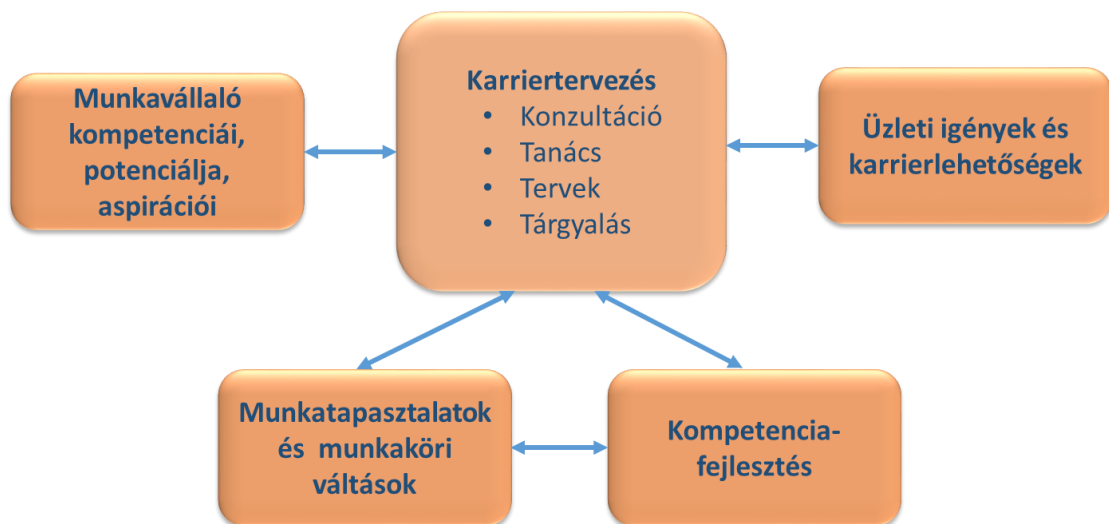 Munkavállaló
kompetenciái,
potenciálja,
aspirációi
Karriertervezés
• Konzultáció
• Tanács
• Tervek
• Tárgyalás
Üzleti igények és
karrierlehetőségek
Munkatapasztalatok
és munkaköri
váltások
Kompetencia-
fejlesztés